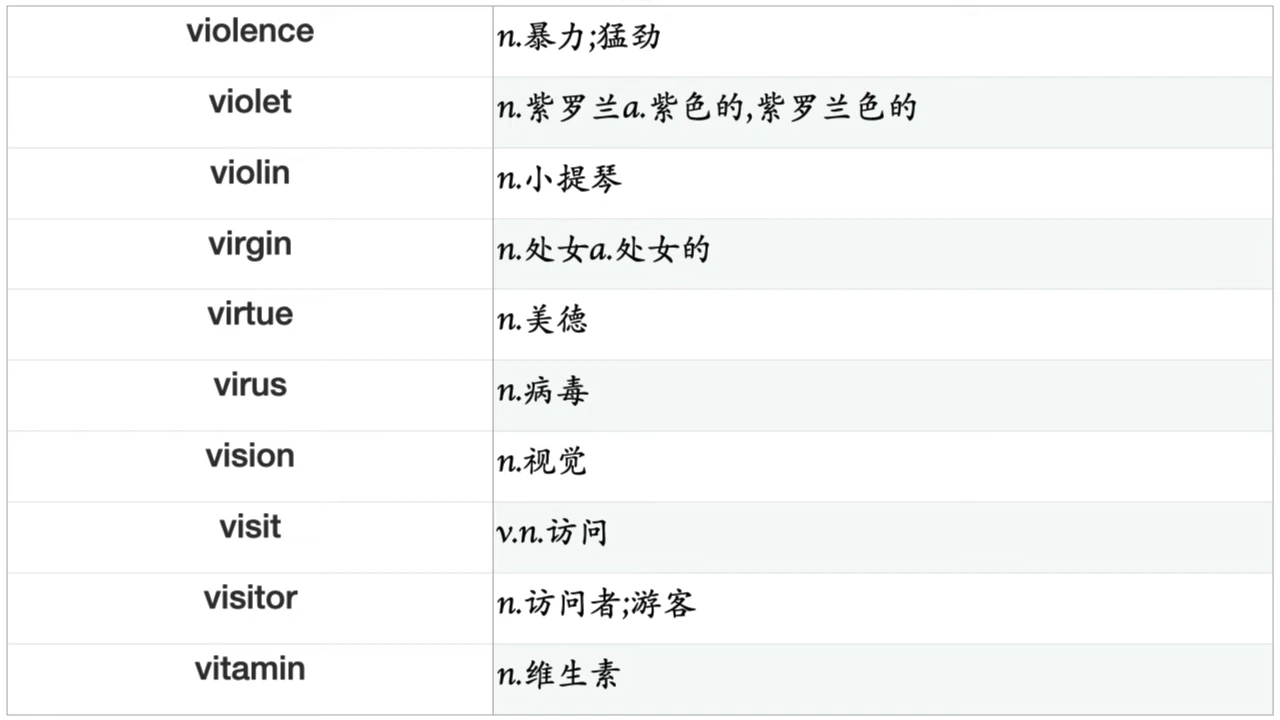 violence n.暴力;猛劲
violet n.紫罗兰a.紫色的,紫罗兰色的
violin n.小提琴
virgin n.处女a.处女的
virtue n.美德
virus n.病毒
vision n.视觉
visit v.n.访问
visitor n.访问者;游客
vitamin n.维生素